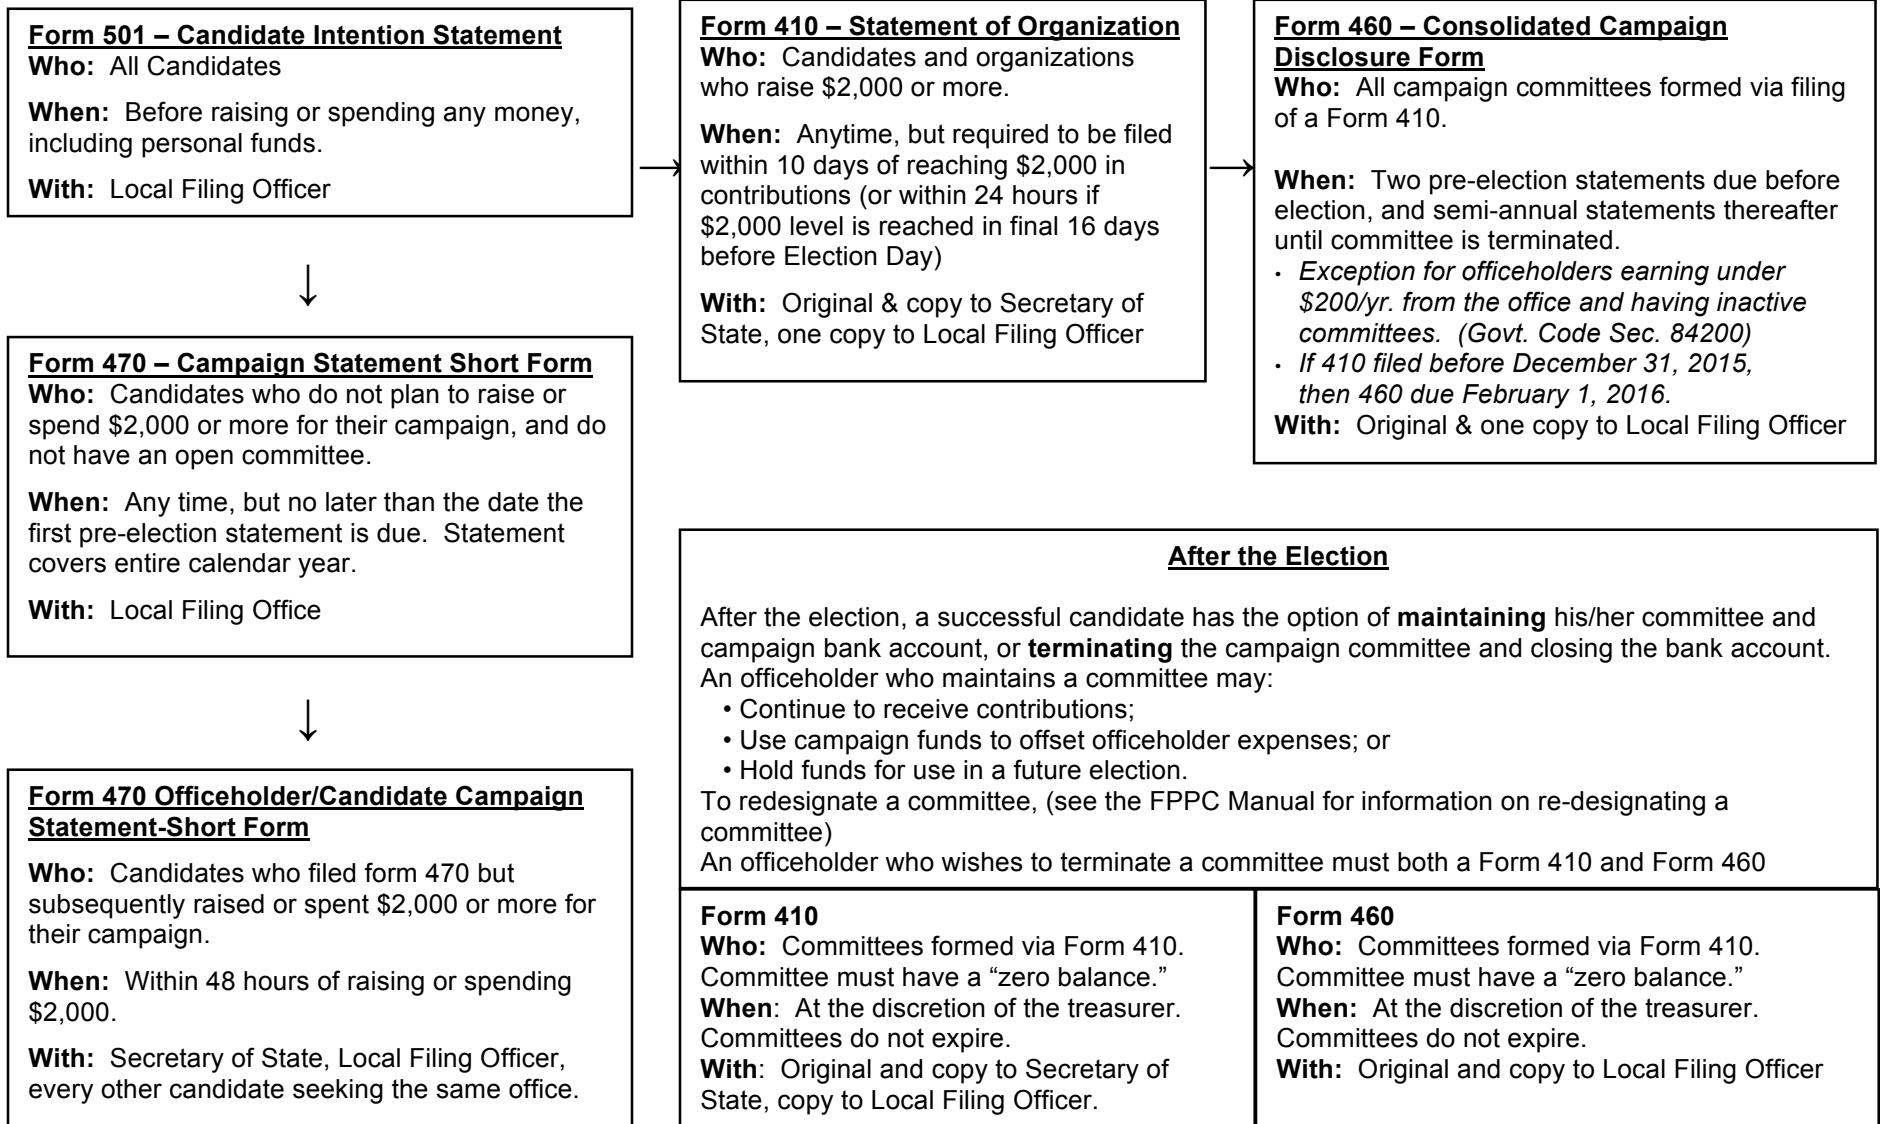 Form 501 – Candidate Intention Statement
Who: All Candidates
When: Before raising or spending any money,
including personal funds.
With: Local Filing Officer
→
Form 410 – Statement of Organization
Who: Candidates and organizations
who raise $2,000 or more.
When: Anytime, but required to be filed
within 10 days of reaching $2,000 in
contributions (or within 24 hours if
$2,000 level is reached in final 16 days
before Election Day)
With: Original & copy to Secretary of
State, one copy to Local Filing Officer
→
Form 460 – Consolidated Campaign
Disclosure Form
Who: All campaign committees formed via filing
of a Form 410.
When: Two pre-election statements due before
election, and semi-annual statements thereafter
until committee is terminated.
• Exception for officeholders earning under
$200/yr. from the office and having inactive
committees. (Govt. Code Sec. 84200)
• If 410 filed before December 31, 2015,
then 460 due February 1, 2016.
With: Original & one copy to Local Filing Officer
↓
Form 470 – Campaign Statement Short Form
Who: Candidates who do not plan to raise or
spend $2,000 or more for their campaign, and do
not have an open committee.
When: Any time, but no later than the date the
first pre-election statement is due. Statement
covers entire calendar year.
With: Local Filing Office
↓
Form 470 Officeholder/Candidate Campaign
Statement-Short Form
Who: Candidates who filed form 470 but
subsequently raised or spent $2,000 or more for
their campaign.
When: Within 48 hours of raising or spending
$2,000.
With: Secretary of State, Local Filing Officer,
every other candidate seeking the same office.
After the Election
After the election, a successful candidate has the option of maintaining his/her committee and
campaign bank account, or terminating the campaign committee and closing the bank account.
An officeholder who maintains a committee may:
• Continue to receive contributions;
• Use campaign funds to offset officeholder expenses; or
• Hold funds for use in a future election.
To redesignate a committee, (see the FPPC Manual for information on re-designating a
committee)
An officeholder who wishes to terminate a committee must both a Form 410 and Form 460
Form 410
Who: Committees formed via Form 410.
Committee must have a “zero balance.”
When: At the discretion of the treasurer.
Committees do not expire.
With: Original and copy to Secretary of
State, copy to Local Filing Officer.
Form 460
Who: Committees formed via Form 410.
Committee must have a “zero balance.”
When: At the discretion of the treasurer.
Committees do not expire.
With: Original and copy to Local Filing Officer